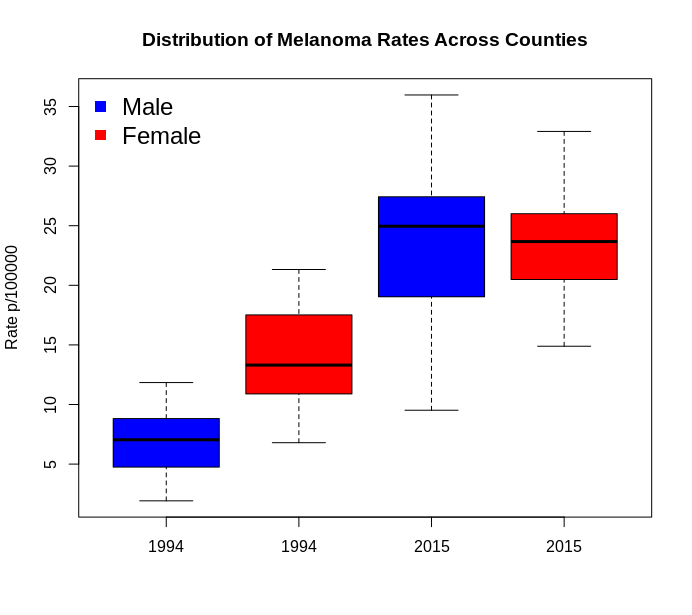 Distribution of Melanoma Rates Across Counties
Male
Female
Rate p/100000
35
30
25
20
15
10
5
1994 1994 2015 2015